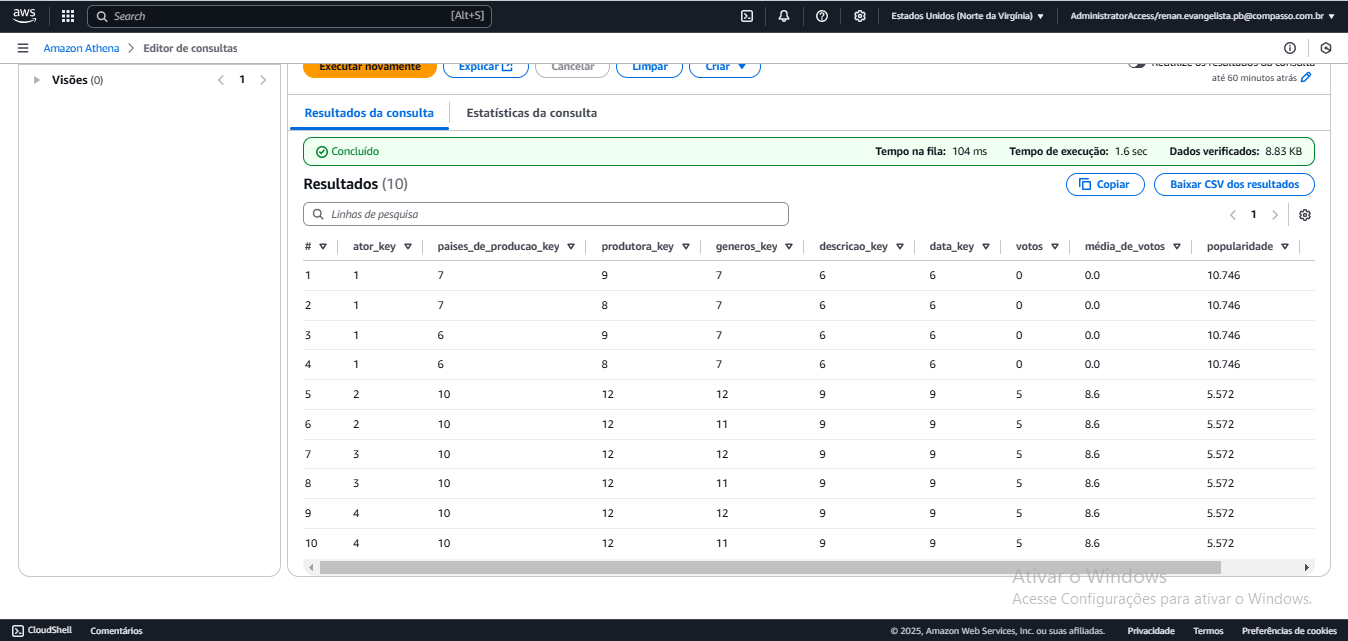 aws Search [Alt+S] Estados Unidos (Norte da Virgínia) AdministratorAccess/renan.evangelista.pb@compasso.com.br
Amazon Athena > Editor de consultas
Visões (0) 1
Executar novamente Explicar Cancelar Limpar Criar Reutilize os resultados da consulta
até 60 minutos atrás
Resultados da consulta Estatísticas da consulta
Concluído Tempo na fila: 104 ms Tempo de execução: 1.6 sec Dados verificados: 8.83 KB
Resultados (10) Copiar Baixar CSV dos resultados
Linhas de pesquisa 1
# ator_key paises_de_producao_key produtora_key generos_key descricao_key data_key votos média_de_votos popularidade
1 1 7 9 7 6 6 0 0.0 10.746
2 1 7 8 7 6 6 0 0.0 10.746
3 1 6 9 7 6 6 0 0.0 10.746
4 1 6 8 7 6 6 0 0.0 10.746
5 2 10 12 12 9 9 5 8.6 5.572
6 2 10 12 11 9 9 5 8.6 5.572
7 3 10 12 12 9 9 5 8.6 5.572
8 3 10 12 11 9 9 5 8.6 5.572
9 4 10 12 12 9 9 5 8.6 5.572
10 4 10 12 11 9 9 5 8.6 5.572
Ativar o Windows
Acesse Configurações para ativar o Windows.
CloudShell Comentários © 2025, Amazon Web Services, Inc. ou suas afiliadas. Privacidade Termos Preferências de cookies